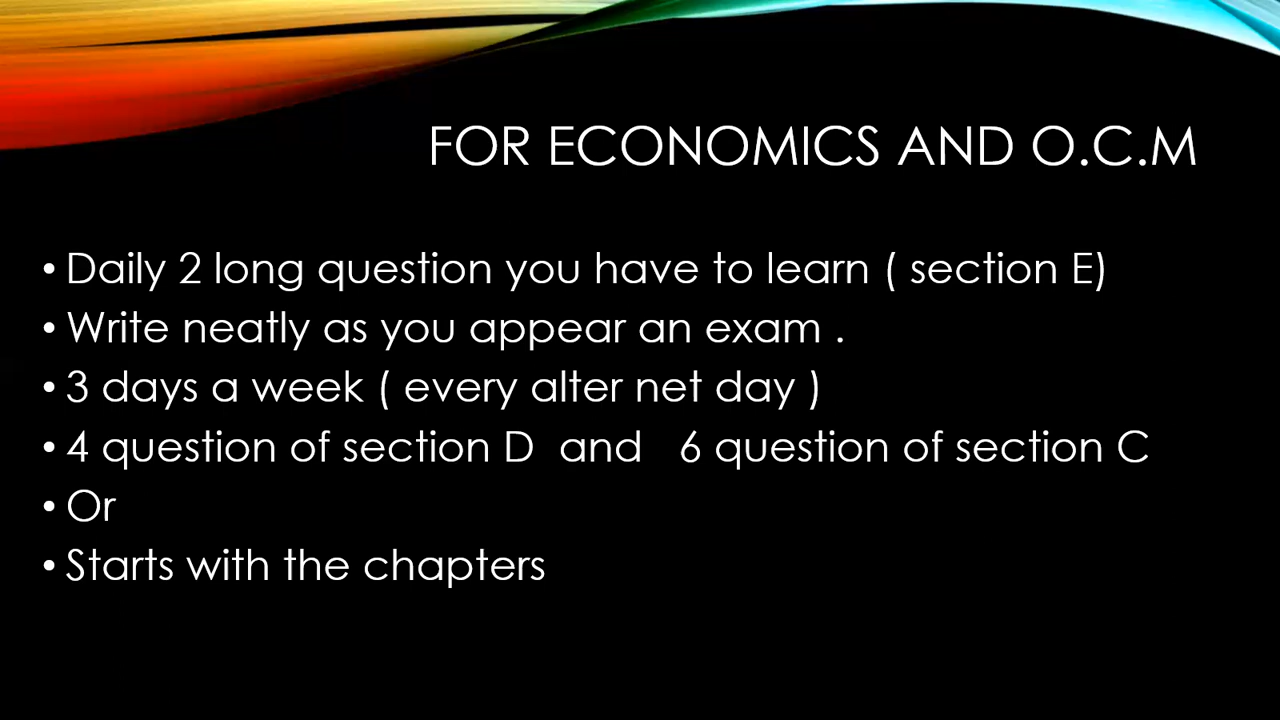 FOR ECONOMICS AND O.C.M
• Daily 2 long question you have to learn ( section E)
• Write neatly as you appear an exam .
• 3 days a week ( every alter net day )
• 4 question of section D  and   6 question of section C
• Or
• Starts with the chapters